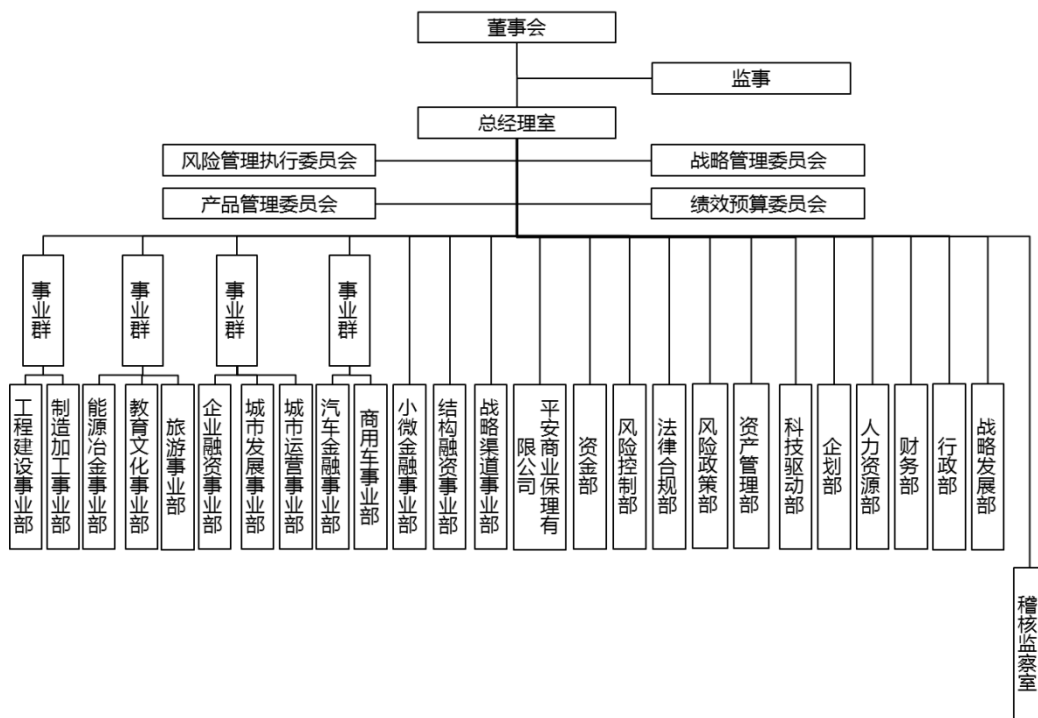 董事会
监事
总经理室
风险管理执行委员会
战略管理委员会
产品管理委员会
绩效预算委员会
事业群
事业群
事业群
事业群
工程建设事业部
制造加工事业部
能源冶金事业部
教育文化事业部
旅游事业部
企业融资事业部
城市发展事业部
城市运营事业部
汽车金融事业部
商用车事业部
小微金融事业部
结构融资事业部
战略渠道事业部
平安商业保理有
限公司
资金部
风险控制部
法律合规部
风险政策部
资产管理部
科技驱动部
企划部
人力资源部
财务部
行政部
战略发展部
稽核监察室